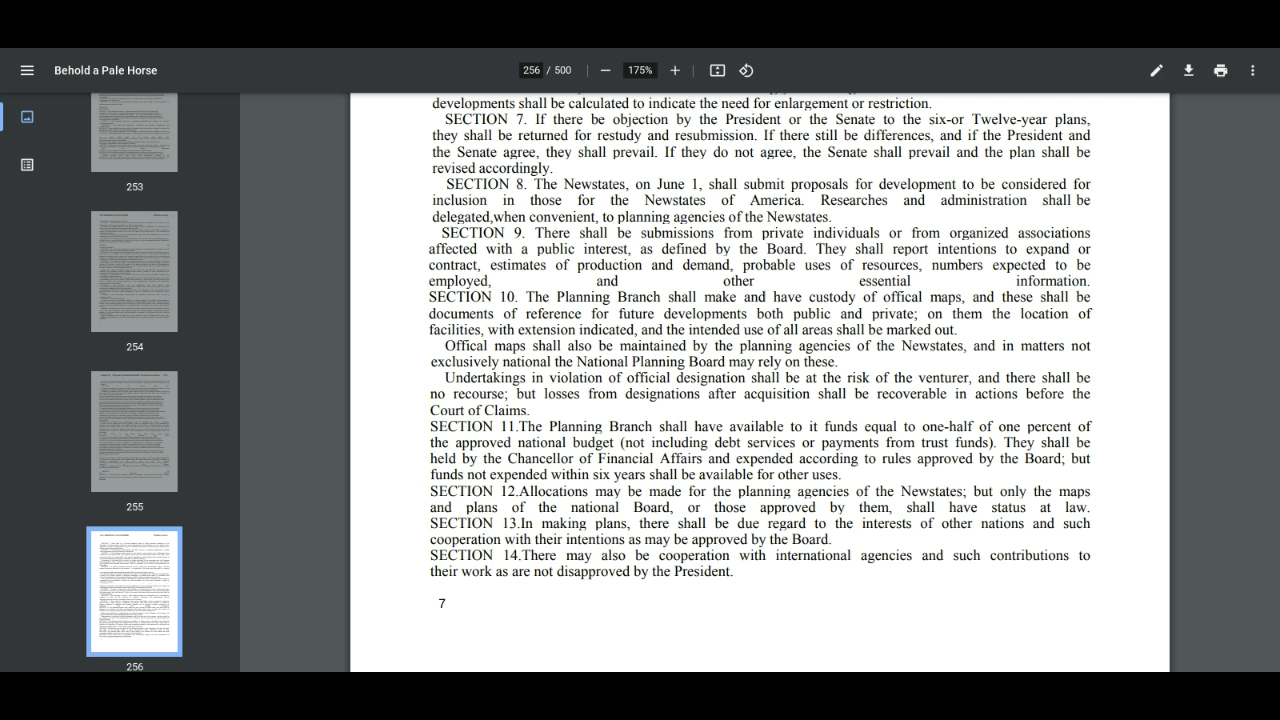 Behold a Pale Horse
256 / 500
175%
253
254
255
256
developments shall be calculated to indicate the need for enlargement or restriction.
SECTION 7. If there be objection by the President or the Senate to the six-or Twelve-year plans,
they shall be returned for restudy and resubmission. If there still be differences, and if the President and
the Senate agree, they shall prevail. If they do not agree, the Senate shall prevail and the plan shall be
revised accordingly.
SECTION 8. The Newstates, on June 1, shall submit proposals for development to be considered for
inclusion in those for the Newstates of America. Researches and administration shall be
delegated,when convenient, to planning agencies of the Newstates.
SECTION 9.There shall be submissions from private individuals or from organized associations
affected with a public interest, as defined by the Board. They shall report intentions to expand or
contract, estimates of production and demand, probable uses of resources, numbers expected to be
employed, and other essential information.
SECTION 10. The Planning Branch shall make and have custody of offical maps, and these shall be
documents of reference for future developments both public and private; on them the location of
facilities, with extension indicated, and the intended use of all areas shall be marked out.
Offical maps shall also be maintained by the planning agencies of the Newstates, and in matters not
exclusively national the National Planning Board may rely on these.
Undertakings in violation of official designation shall be at the risk of the venturer, and there shall be
no recourse; but losses from designations after acquisition shall be recoverable in actions before the
Court of Claims.
SECTION 11.The Planning Branch shall have available to it funds equal to one-half of one percent of
the approved national budget (not including debt services or payments from trust funds). They shall be
held by the Chancellor of Financial Affairs and expended according to rules approved by the Board; but
funds not expended within six years shall be available for other uses.
SECTION 12.Allocations may be made for the planning agencies of the Newstates; but only the maps
and plans of the national Board, or those approved by them, shall have status at law.
SECTION 13.In making plans, there shall be due regard to the interests of other nations and such
cooperation with their intentions as may be approved by the Board.
SECTION 14.There may also be cooperation with international agencies and such contributions to
their work as are not disapproved by the President.
7